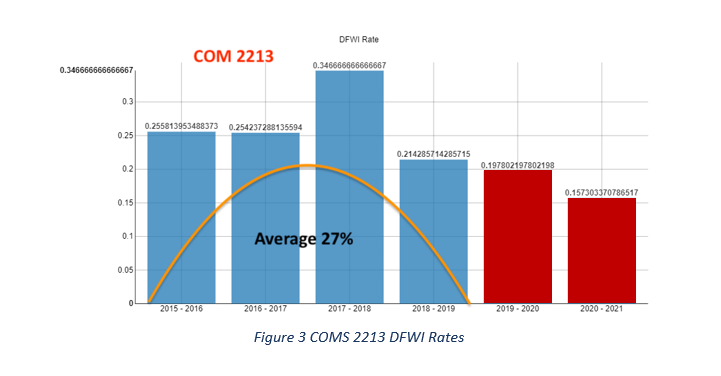 DFWI Rate
COM 2213
0.346666666666667
0.346666666666667
0.3
0.25
0.2
0.15
0.1
0.05
0
0.255813953488373
0.254237288135594
0.214285714285715
0.197802197802198
0.157303370786517
Average 27%
2015 - 2016
2016 - 2017
2017 - 2018
2018 - 2019
2019 - 2020
2020 - 2021
Figure 3 COMS 2213 DFWI Rates